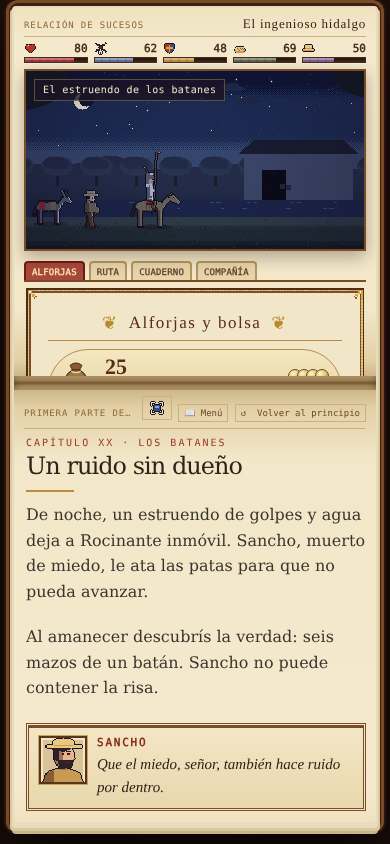 RELACIÓN DE SUCESOS
El ingenioso hidalgo
80 62 48 69 50
El estruendo de los batanes
ALFORJAS RUTA CUADERNO COMPAÑÍA
Alforjas y bolsa
25
PRIMERA PARTE DE…
Menú
Volver al principio
CAPÍTULO XX · LOS BATANES
Un ruido sin dueño
De noche, un estruendo de golpes y agua
deja a Rocinante inmóvil. Sancho, muerto
de miedo, le ata las patas para que no
pueda avanzar.
Al amanecer descubrís la verdad: seis
mazos de un batán. Sancho no puede
contener la risa.
SANCHO
Que el miedo, señor, también hace ruido
por dentro.